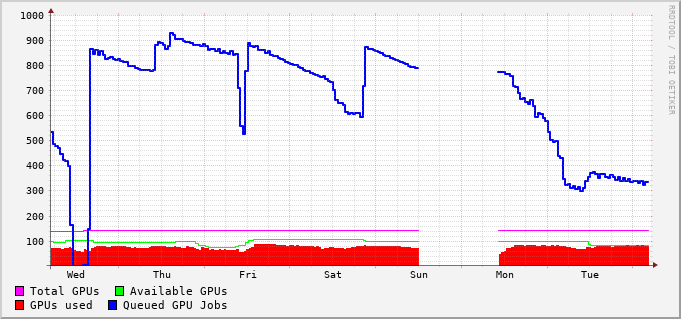 1000
900
800
700
600
500
400
300
200
100
Wed Thu Fri Sat Sun Mon Tue
Total GPUs Available GPUs
GPUs used Queued GPU Jobs
RRDTOOL / TOBI OETIKER